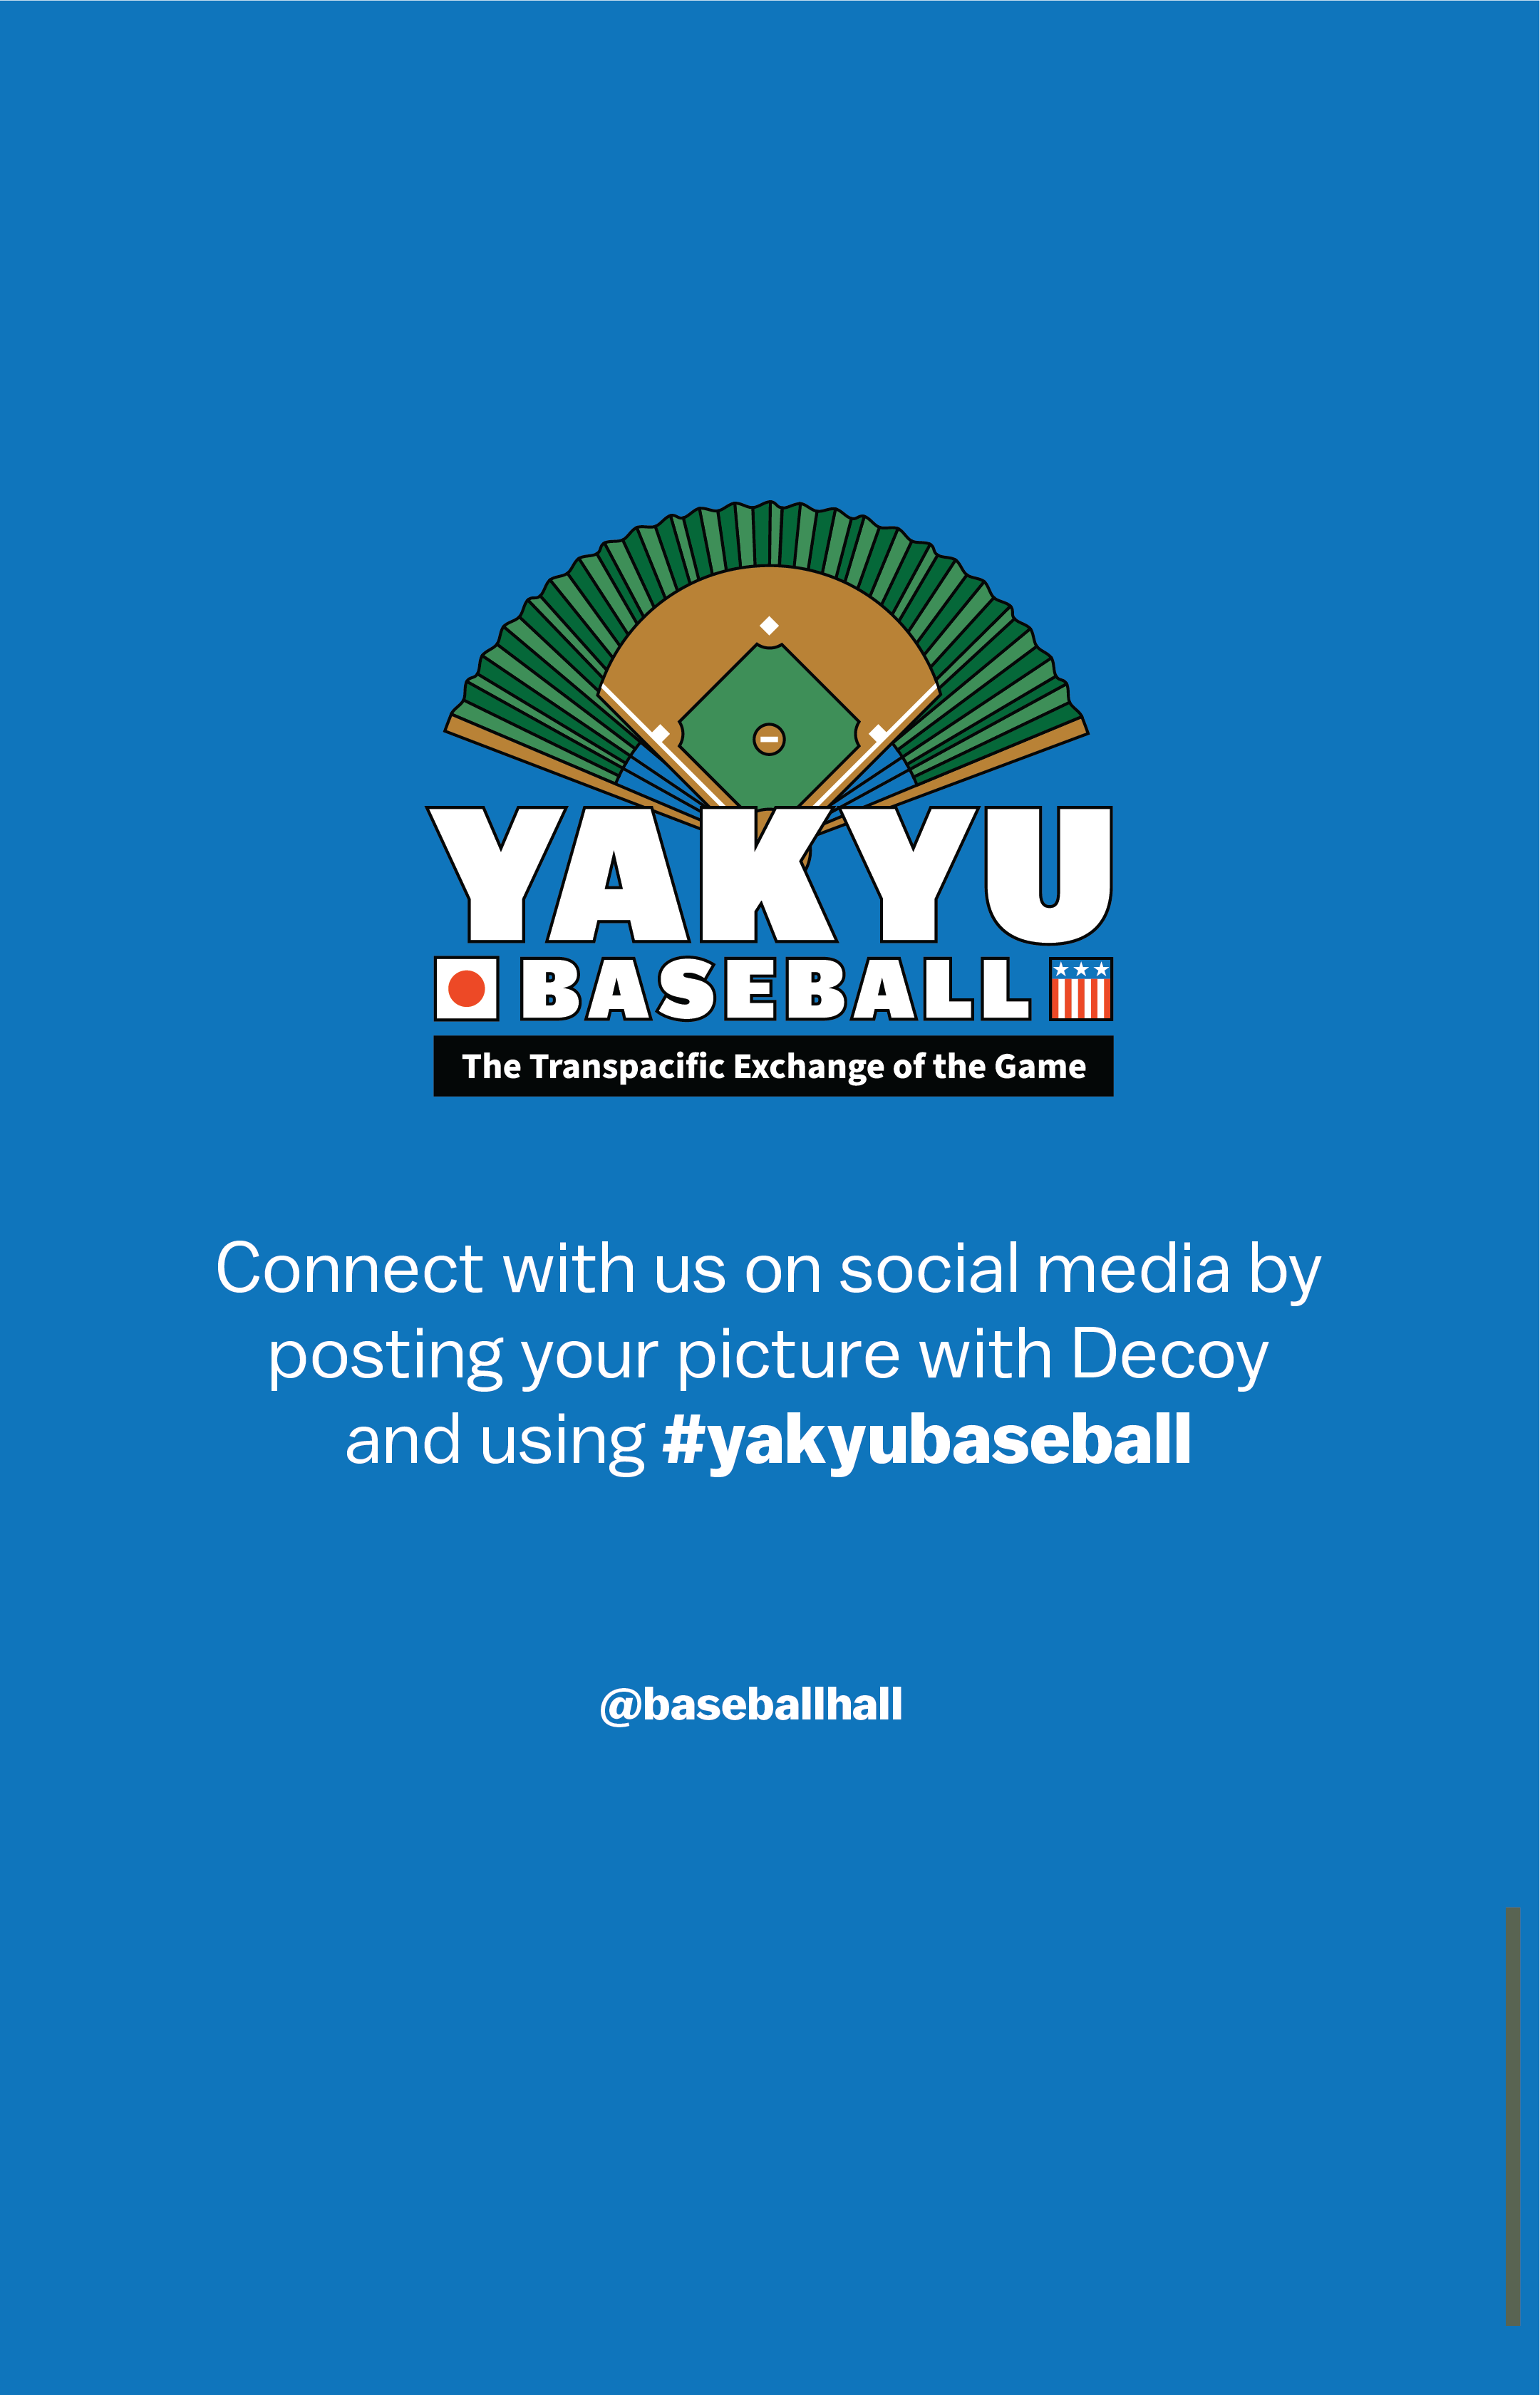 YAKYU
BASEBALL
The Transpacific Exchange of the Game
Connect with us on social media by
posting your picture with Decoy
and using #yakyubaseball
@baseballhall